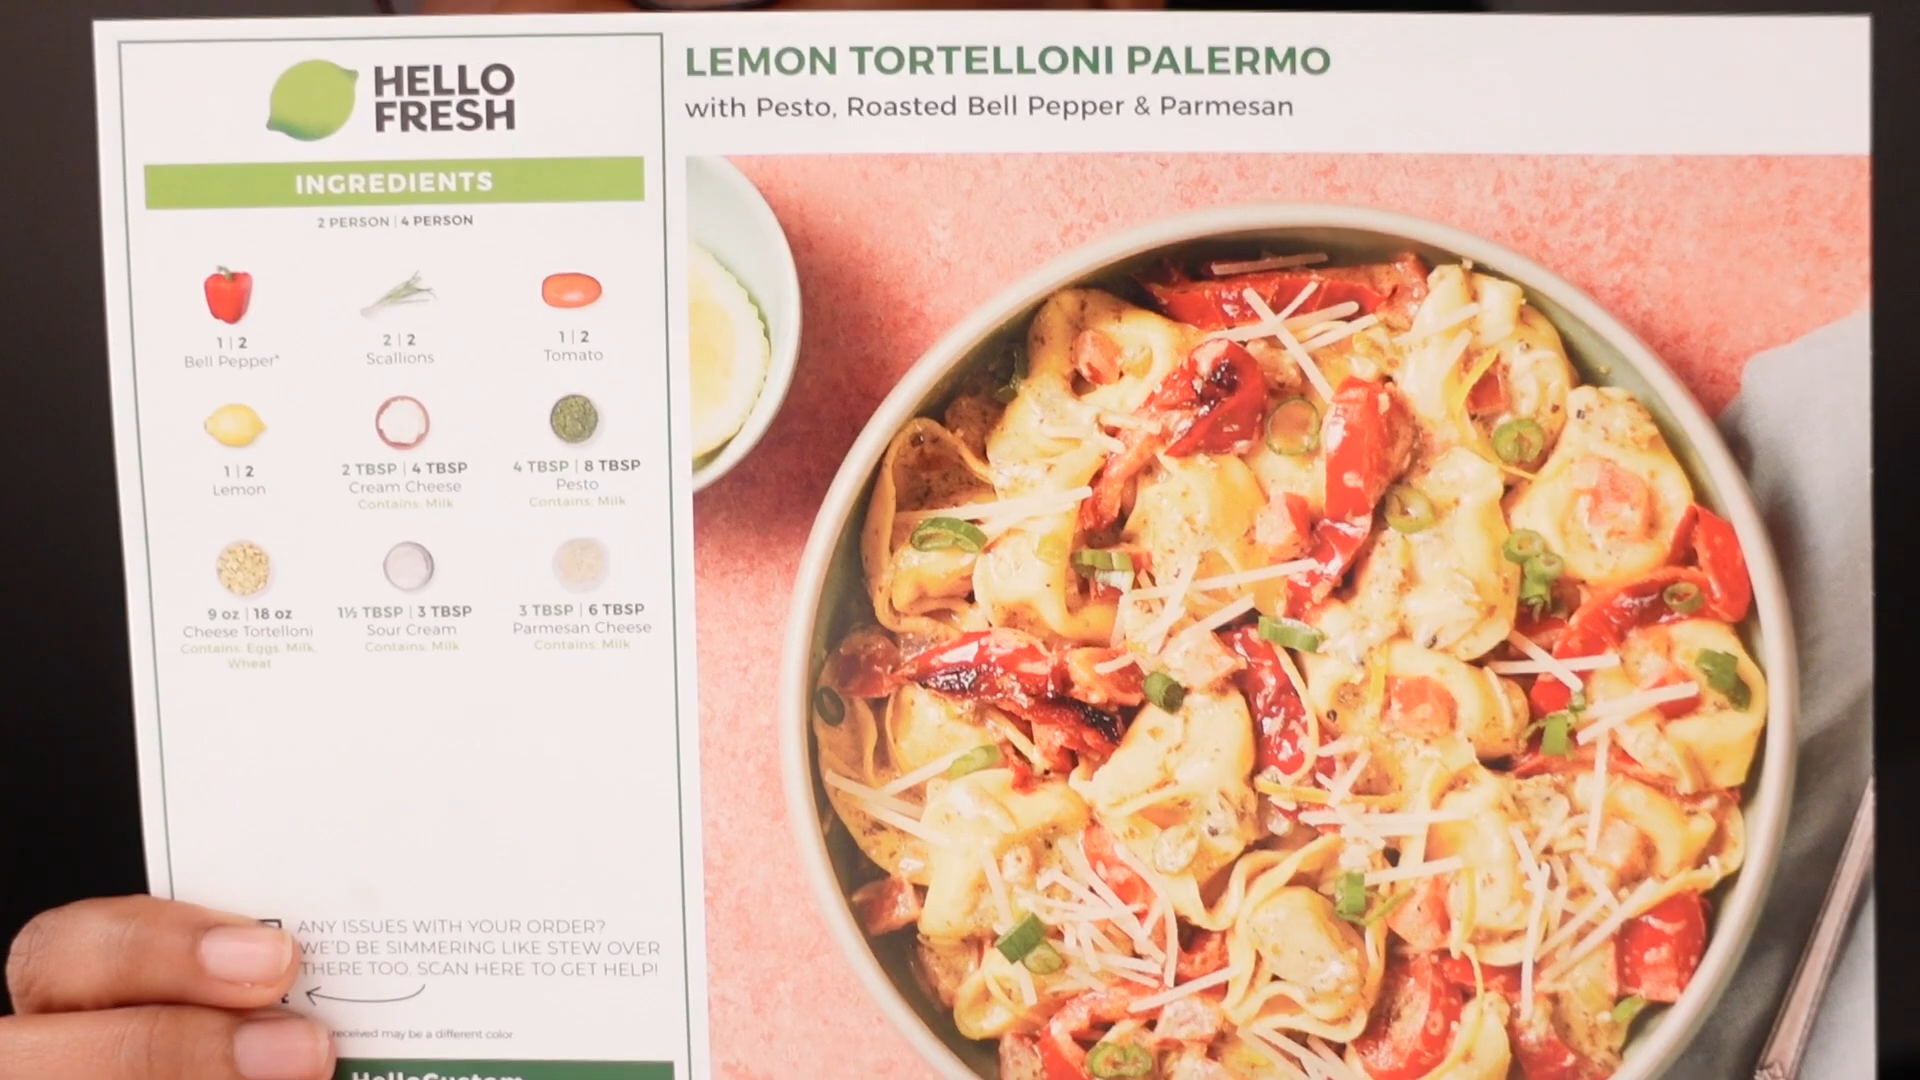 HELLO
FRESH
LEMON TORTELLONI PALERMO
with Pesto, Roasted Bell Pepper & Parmesan
INGREDIENTS
2 PERSON | 4 PERSON
1 | 2
Bell Pepper*
2 | 2
Scallions
1 | 2
Tomato
1 | 2
Lemon
2 TBSP | 4 TBSP
Cream Cheese
Contains: Milk
4 TBSP | 8 TBSP
Pesto
Contains: Milk
9 oz | 18 oz
Cheese Tortelloni
Contains: Eggs, Milk,
Wheat
1½ TBSP | 3 TBSP
Sour Cream
Contains: Milk
3 TBSP | 6 TBSP
Parmesan Cheese
Contains: Milk
ANY ISSUES WITH YOUR ORDER?
WE'D BE SIMMERING LIKE STEW OVER
THERE TOO. SCAN HERE TO GET HELP!
received may be a different color.
HelloCustom